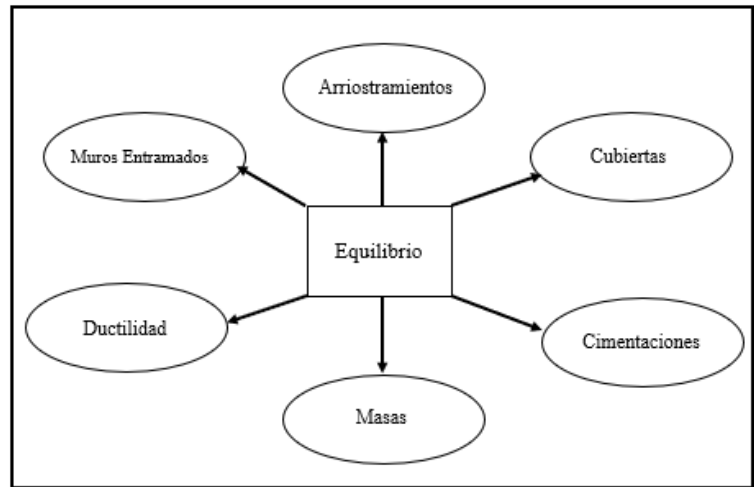 Arriostramientos
Muros Entramados
Cubiertas
Equilibrio
Ductilidad
Cimentaciones
Masas